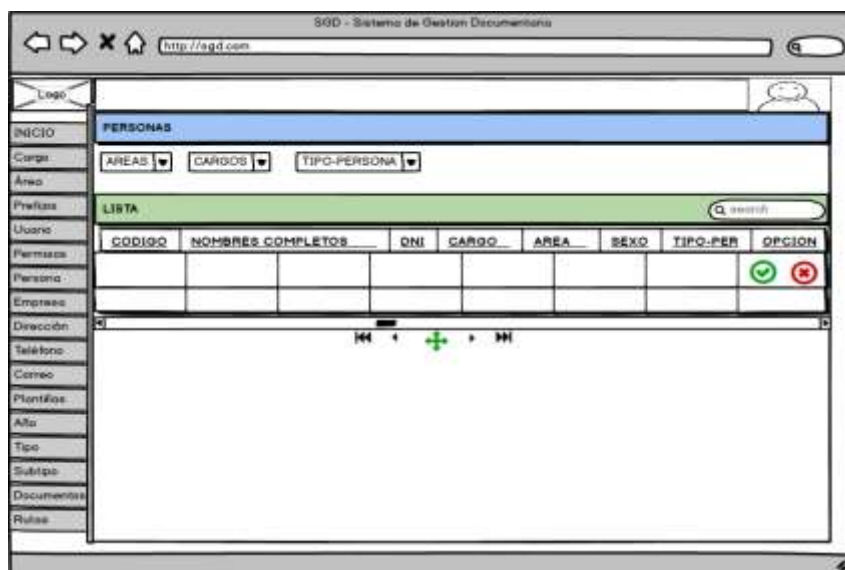 SGD - Sistema de Gestion Documentario
http://sgd.com
Logo
INICIO
Cargo
Área
Prefijos
Usuario
Permisos
Persona
Empresa
Dirección
Teléfono
Correo
Plantillas
Año
Tipo
Subtipo
Documentos
Rutas
PERSONAS
AREAS CARGOS TIPO-PERSONA
LISTA search
CODIGO NOMBRES COMPLETOS DNI CARGO AREA SEXO TIPO-PER OPCION